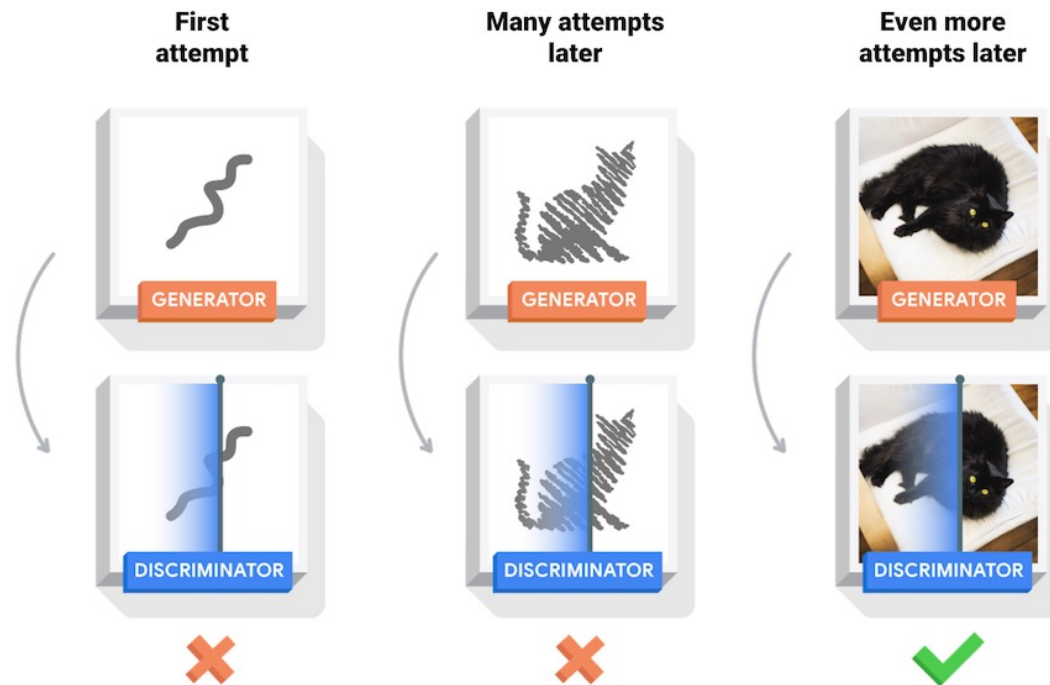 First
attempt
Many attempts
later
Even more
attempts later
GENERATOR
GENERATOR
GENERATOR
DISCRIMINATOR
DISCRIMINATOR
DISCRIMINATOR